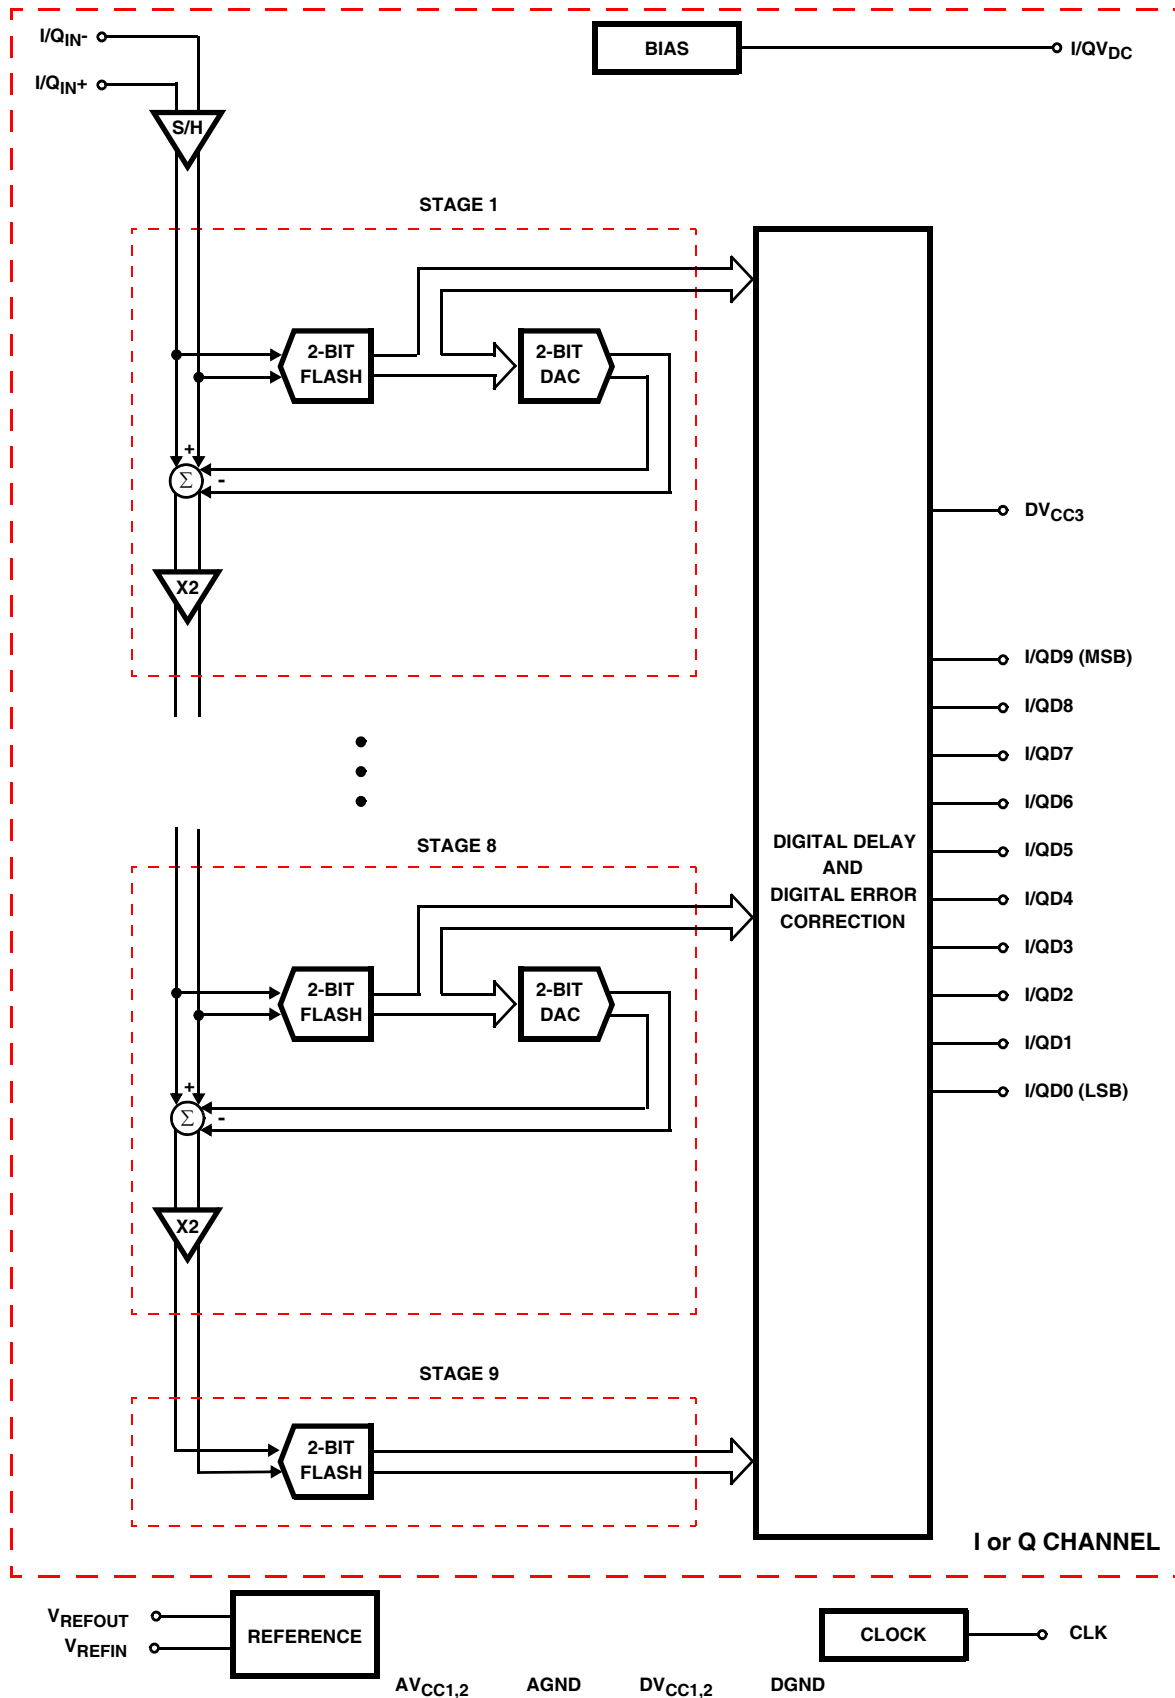 I/QIN-
BIAS
I/QVDC
I/QIN+
S/H
STAGE 1
2-BIT
FLASH
2-BIT
DAC
+
Σ
-
X2
DVCC3
I/QD9 (MSB)
I/QD8
I/QD7
I/QD6
I/QD5
I/QD4
I/QD3
I/QD2
I/QD1
I/QD0 (LSB)
DIGITAL DELAY
AND
DIGITAL ERROR
CORRECTION
STAGE 8
2-BIT
FLASH
2-BIT
DAC
+
Σ
-
X2
STAGE 9
2-BIT
FLASH
I or Q CHANNEL
VREFOUT
VREFIN
REFERENCE
CLOCK
CLK
AVCC1,2
AGND
DVCC1,2
DGND